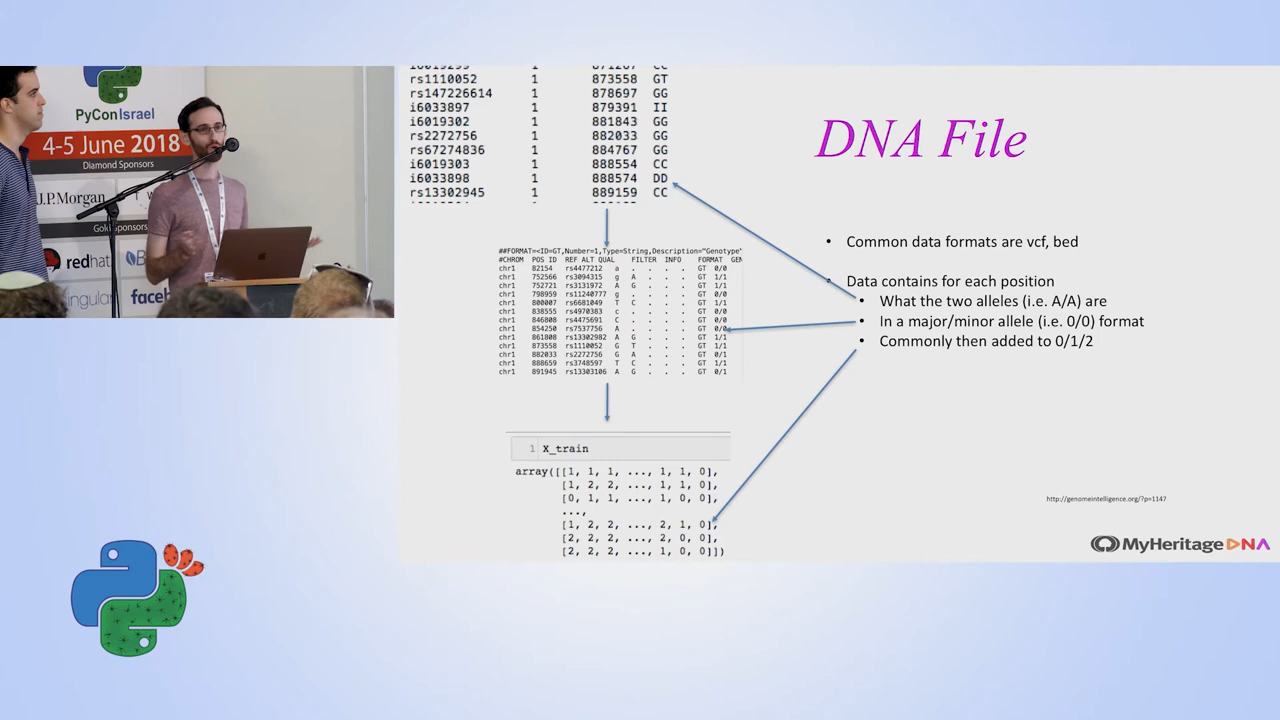 PyConIsrael
4-5 June 2018
Diamond Sponsors
J.P.Morgan
Gold Sponsors
redhat
singular
faceb
rs1110052 1 873558 GT
rs147226614 1 878697 GG
i6033897 1 879391 II
i6019302 1 881843 GG
rs2272756 1 882033 GG
rs67274836 1 884767 GG
i6019303 1 888554 CC
i6033898 1 888574 DD
rs13302945 1 889159 CC
##FORMAT=<ID=GT,Number=1,Type=String,Description="Genotype"
#CHROM POS ID REF ALT QUAL FILTER INFO FORMAT GEN
chr1 82154 rs4477212 a . . . . GT 0/0
chr1 752566 rs3094315 g A . . . GT 1/1
chr1 752721 rs3131972 A G . . . GT 1/1
chr1 798959 rs11240777 g . . . . GT 0/0
chr1 800007 rs6681049 T C . . . GT 1/1
chr1 838555 rs4970383 c . . . . GT 0/0
chr1 846808 rs4475691 C . . . . GT 0/0
chr1 854250 rs7537756 A . . . . GT 0/0
chr1 861808 rs13302982 A G . . . GT 1/1
chr1 873558 rs1110052 G T . . . GT 1/1
chr1 882033 rs2272756 G A . . . GT 0/1
chr1 888659 rs3748597 T C . . . GT 1/1
chr1 891945 rs13303106 A G . . . GT 0/1
1 X_train
array([[1, 1, 1, ..., 1, 1, 0],
[1, 2, 2, ..., 1, 1, 0],
[0, 1, 1, ..., 1, 0, 0],
...,
[1, 2, 2, ..., 2, 1, 0],
[2, 2, 2, ..., 2, 0, 0],
[2, 2, 2, ..., 1, 0, 0]])
DNA File
• Common data formats are vcf, bed
• Data contains for each position
• What the two alleles (i.e. A/A) are
• In a major/minor allele (i.e. 0/0) format
• Commonly then added to 0/1/2
http://genomeintelligence.org/?p=1147
MyHeritage DNA